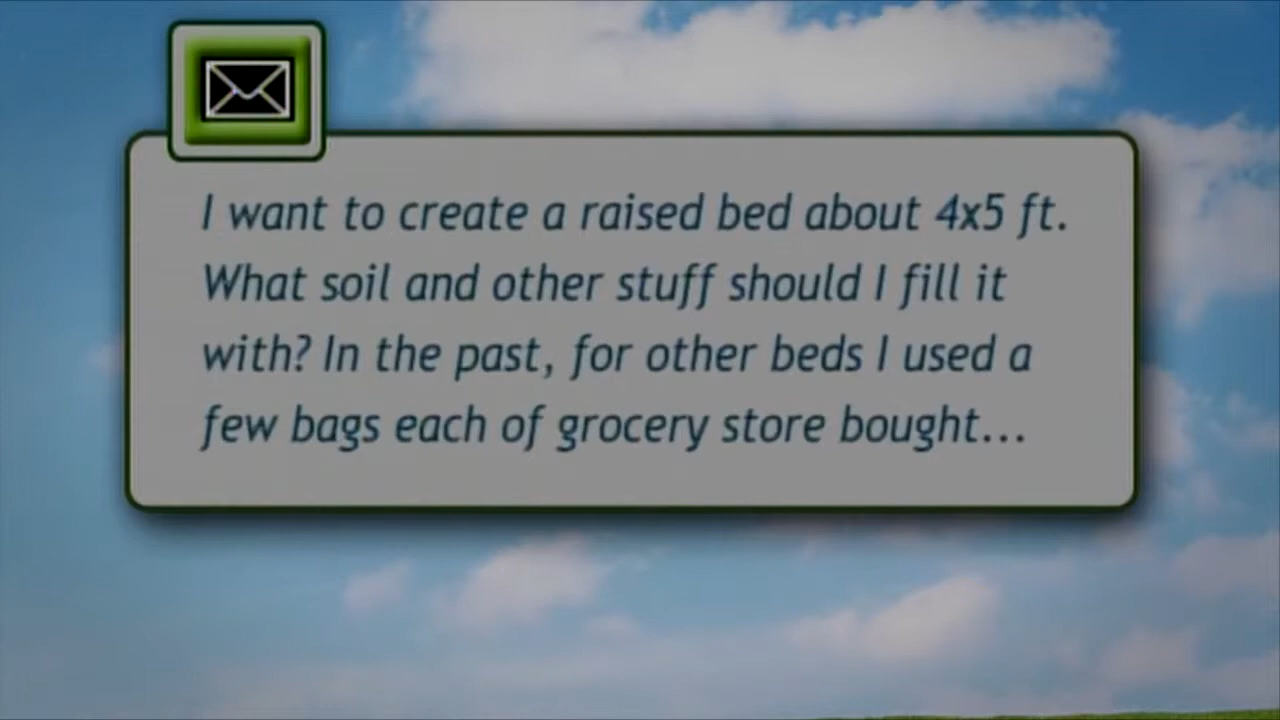 I want to create a raised bed about 4x5 ft.
What soil and other stuff should I fill it
with? In the past, for other beds I used a
few bags each of grocery store bought...